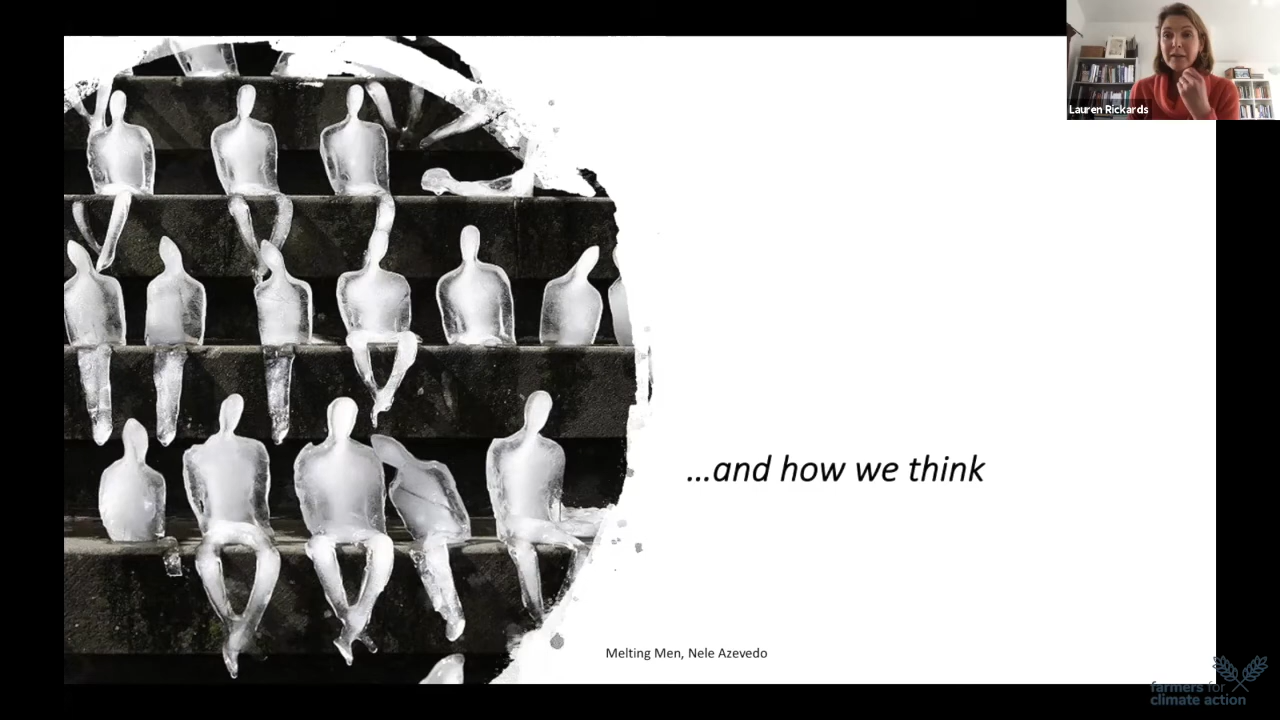 Lauren Rickards
...and how we think
Melting Men, Nele Azevedo
farmers for
climate action